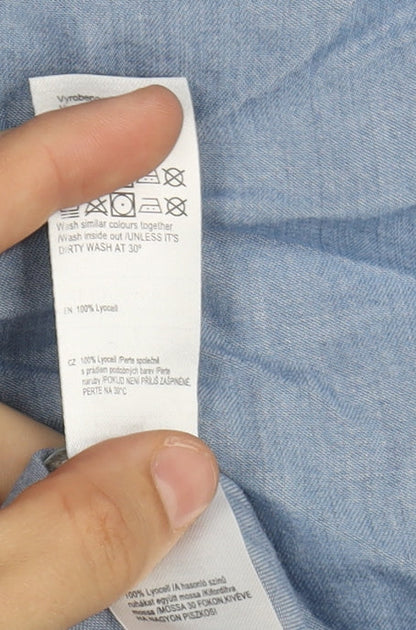 Vyrobeno
Wash similar colours together
/Wash inside out /UNLESS IT'S
DIRTY WASH AT 30°
EN 100% Lyocell
CZ 100% Lyocell /Perte společně
s prádlem podobných barev /Perte
naruby /POKUD NENÍ PŘÍLIŠ ZAŠPINĚNÉ,
PERTE NA 30°C
100% Lyocell /A hasonló színű
ruhákat együtt mossa /Kifordítva
mossa /MOSSA 30 FOKON,KIVÉVE
HA NAGYON PISZKOS!